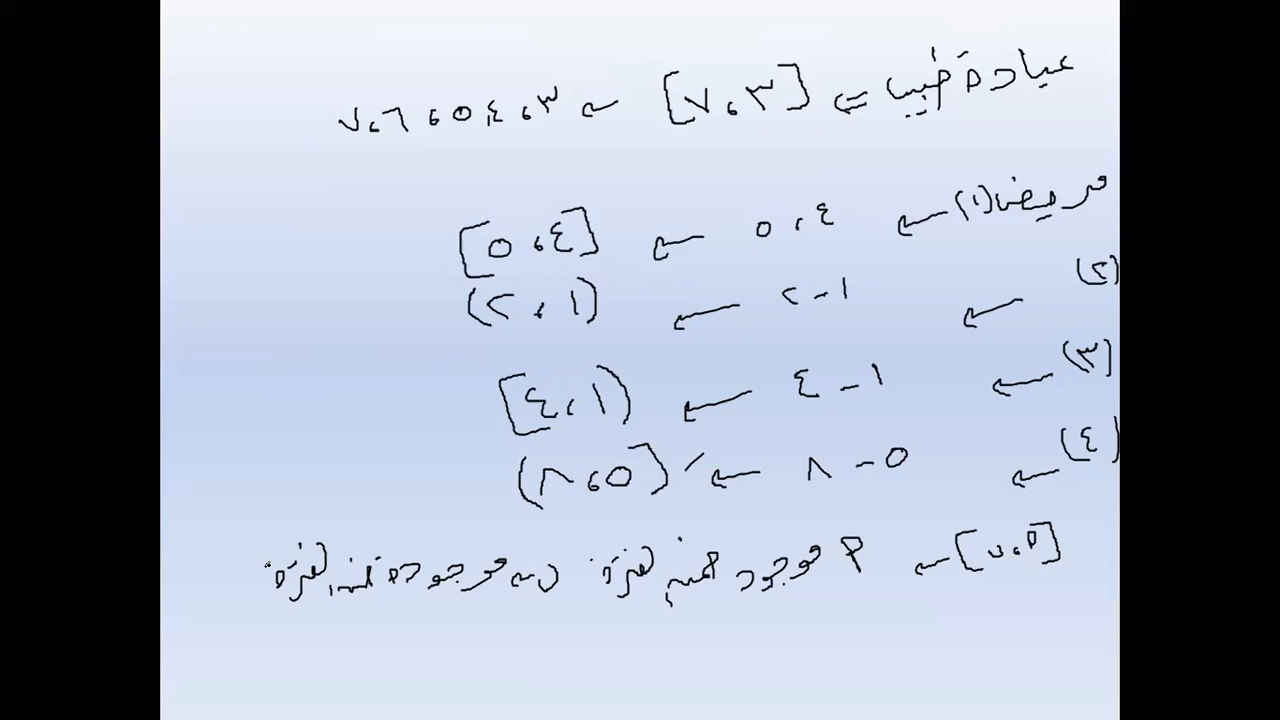 عيادة طبيب ⇐ [٣،٧] ← ٣،٤،٥،٦،٧
مريض (١) ← ٤،٥ ← [٤،٥]
(٢) ← ١-٢ ← (١،٢)
(٣) ← ١-٤ ← (١،٤]
(٤) ← ٥-٨ ← [٥،٨)
[م،ن] ← م موجود ضمن الفترة ن ← موجودة ضمن الفترة